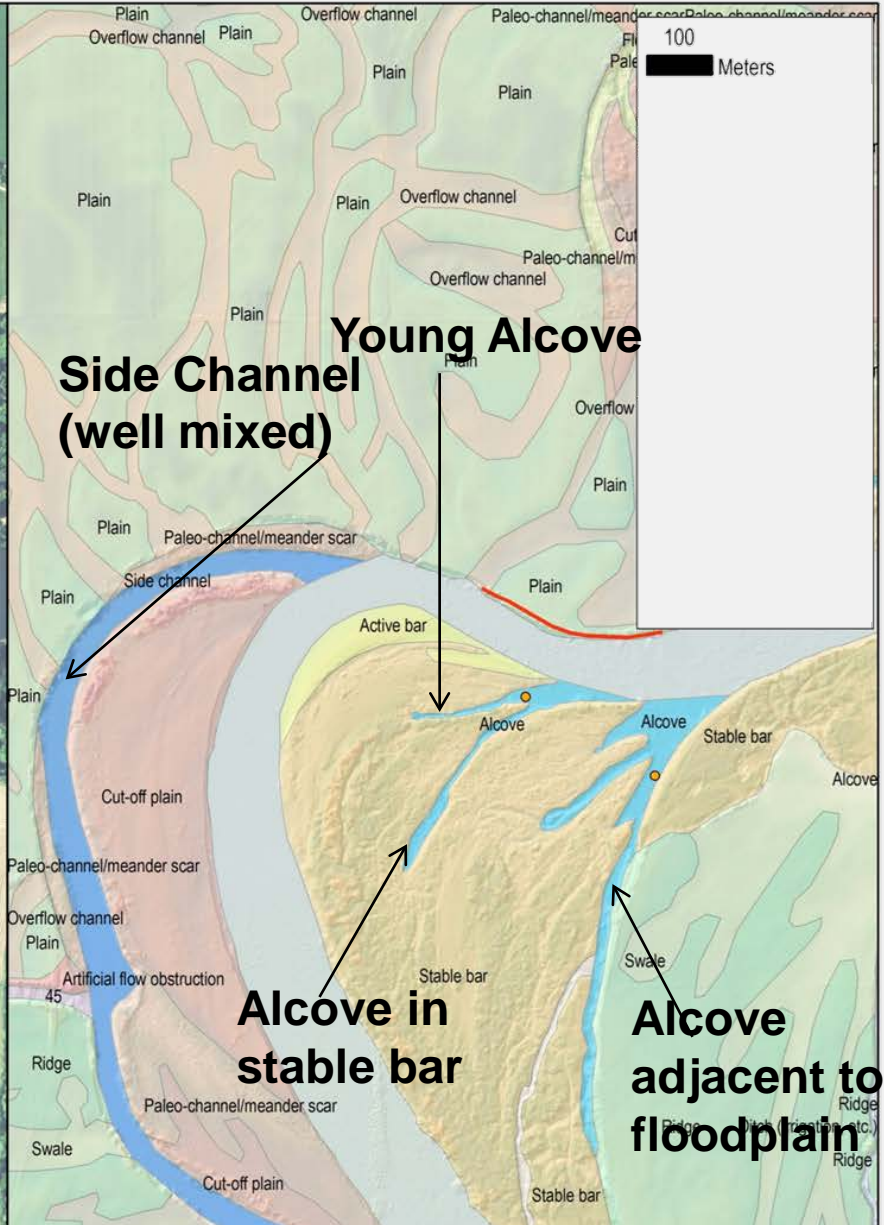 Plain
Overflow channel
Paleo-channel/meander scar
Paleo-channel/meander scar
Overflow channel
Plain
100
Meters
Plain
Plain
Plain
Plain
Overflow channel
Overflow channel
Plain
Young Alcove
Plain
Side Channel
(well mixed)
Overflow
Plain
Plain
Paleo-channel/meander scar
Side channel
Plain
Plain
Active bar
Plain
Alcove
Alcove
Stable bar
Alcove
Cut-off plain
Paleo-channel/meander scar
Overflow channel
Plain
Swale
Artificial flow obstruction
Stable bar
45
Alcove in
stable bar
Alcove
adjacent to
floodplain
Ridge
Paleo-channel/meander scar
Ridge
Ridge
Ditch (irrigation, etc.)
Swale
Ridge
Cut-off plain
Stable bar